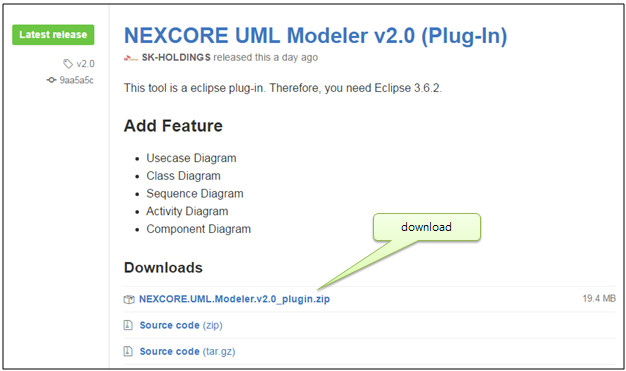 Latest release
v2.0
9aa5a5c
NEXCORE UML Modeler v2.0 (Plug-In)
SK-HOLDINGS released this a day ago
This tool is a eclipse plug-in. Therefore, you need Eclipse 3.6.2.
Add Feature
Usecase Diagram
Class Diagram
Sequence Diagram
Activity Diagram
Component Diagram
download
Downloads
NEXCORE.UML.Modeler.v2.0_plugin.zip 19.4 MB
Source code (zip)
Source code (tar.gz)